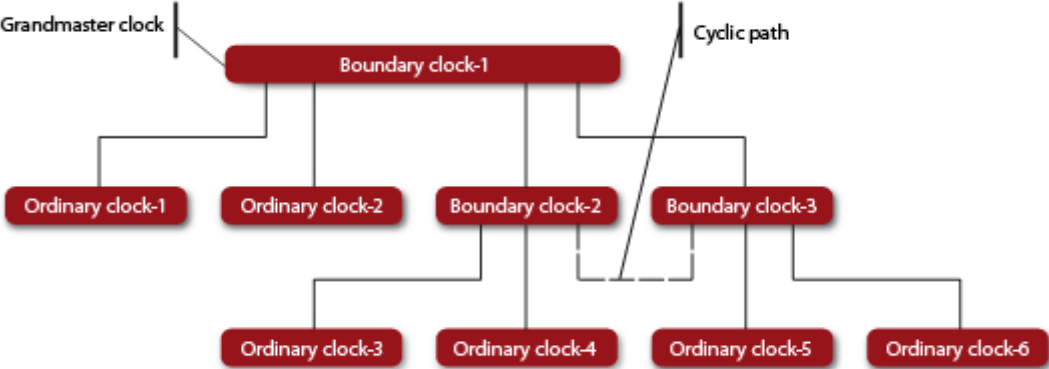 Grandmaster clock
Cyclic path
Boundary clock-1
Ordinary clock-1
Ordinary clock-2
Boundary clock-2
Boundary clock-3
Ordinary clock-3
Ordinary clock-4
Ordinary clock-5
Ordinary clock-6